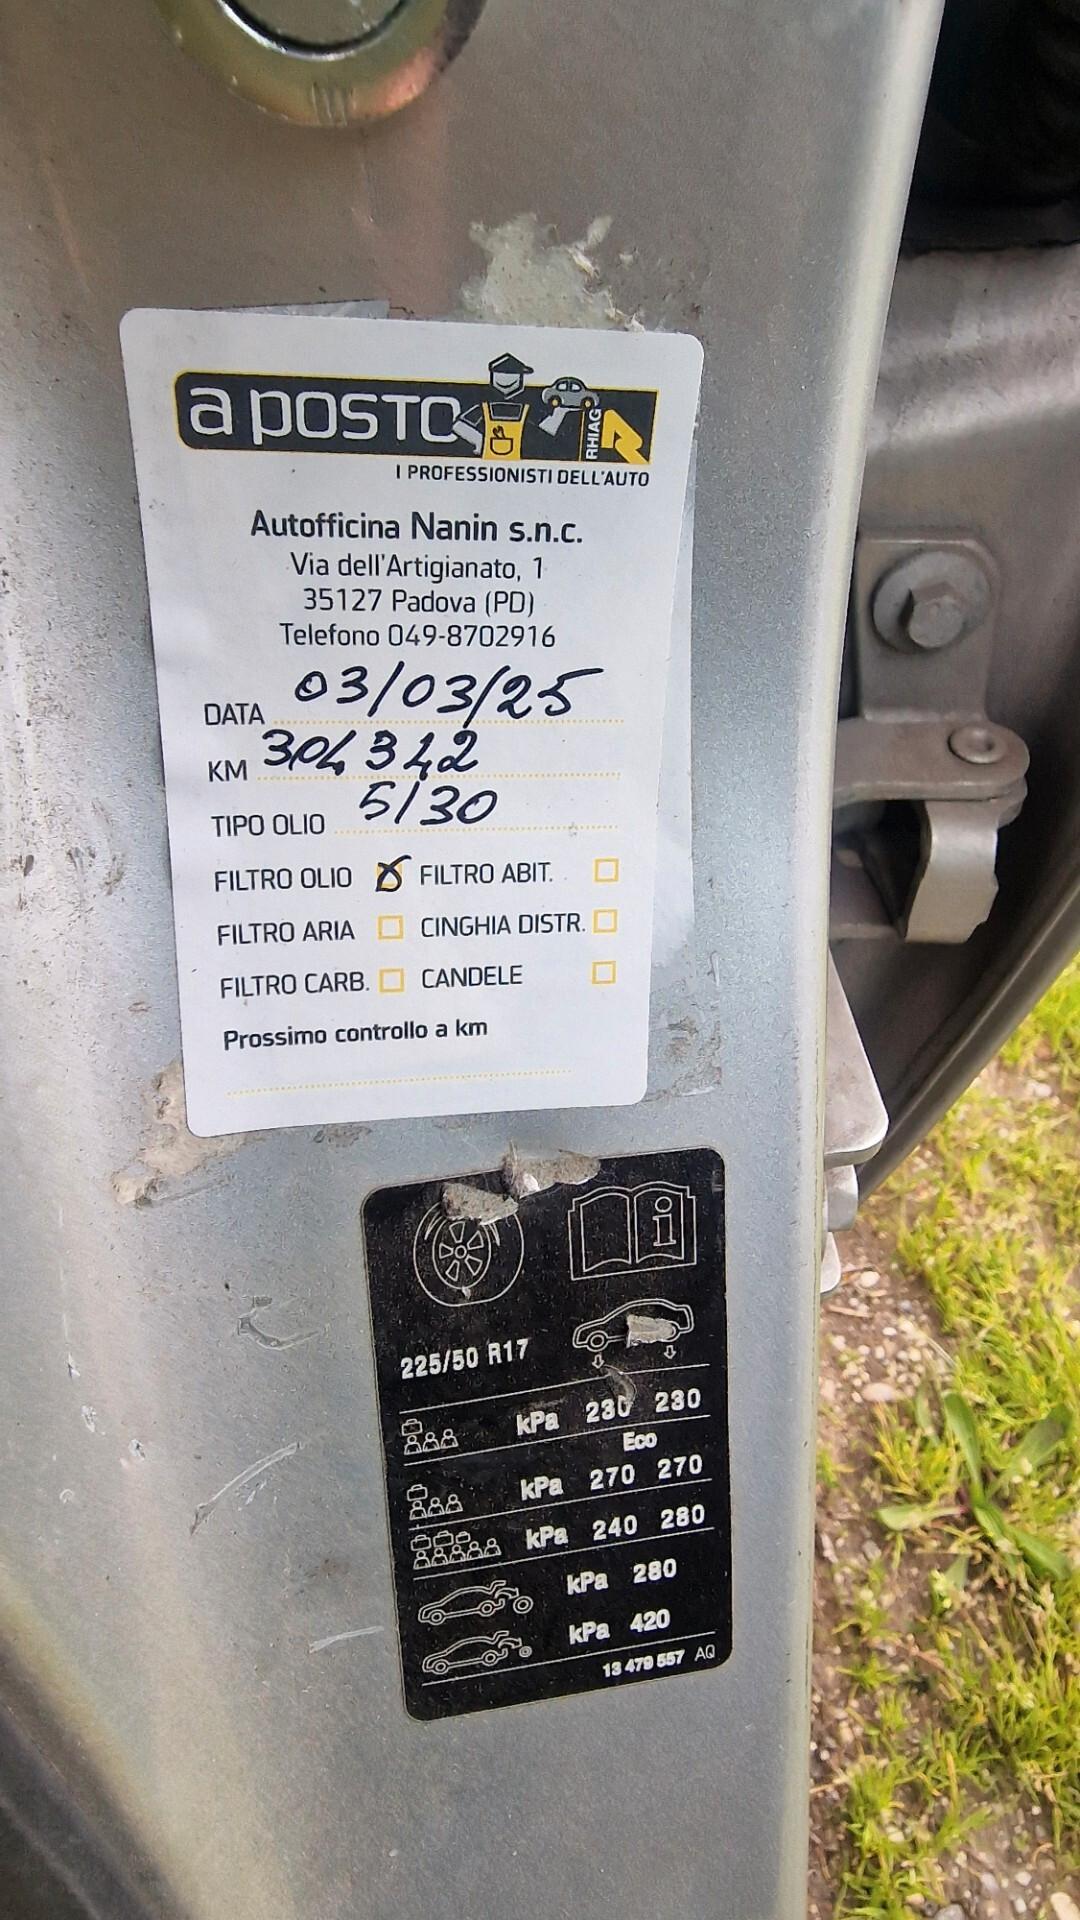 a posto
RHIAG
I PROFESSIONISTI DELL'AUTO
Autofficina Nanin s.n.c.
Via dell'Artigianato, 1
35127 Padova (PD)
Telefono 049-8702916
DATA 03/03/25
KM 304342
TIPO OLIO 5/30
FILTRO OLIO X FILTRO ABIT.
FILTRO ARIA CINGHIA DISTR.
FILTRO CARB. CANDELE
Prossimo controllo a km
i
225/50 R17
kPa 230 230
Eco
kPa 270 270
kPa 240 280
kPa 280
kPa 420
13 479 557 AQ